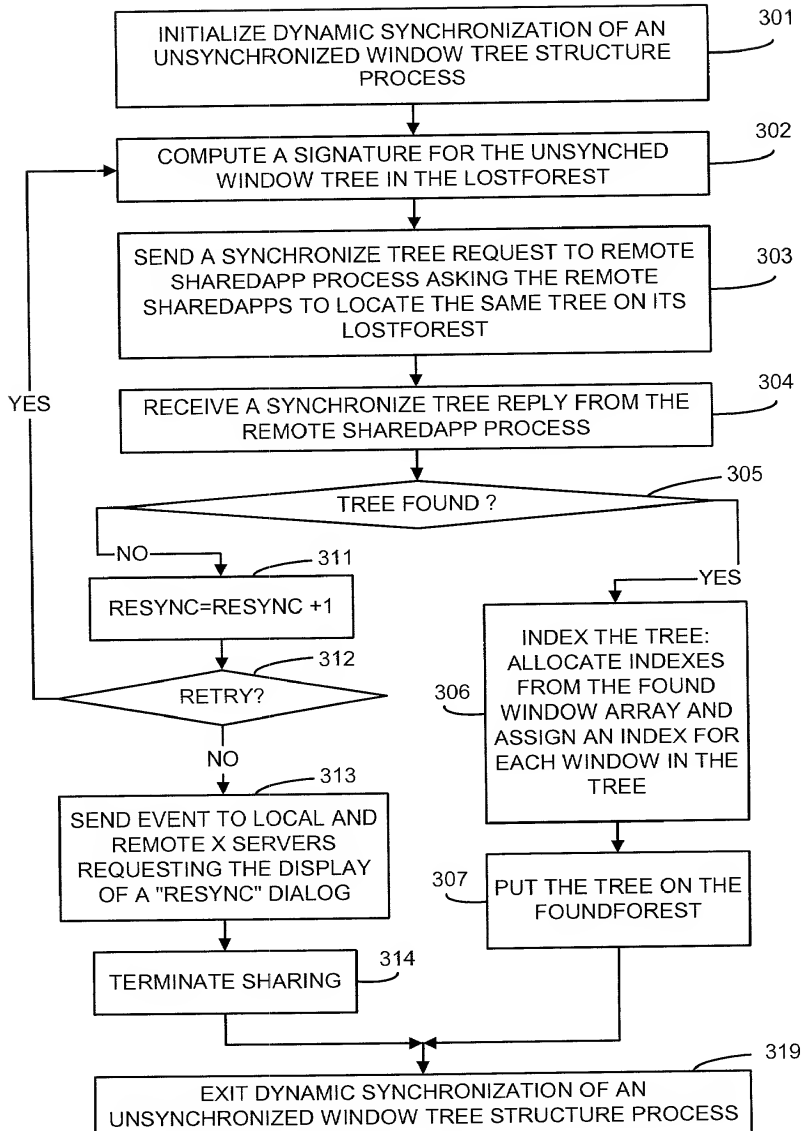 301
INITIALIZE DYNAMIC SYNCHRONIZATION OF AN
UNSYNCHRONIZED WINDOW TREE STRUCTURE
PROCESS
302
COMPUTE A SIGNATURE FOR THE UNSYNCHED
WINDOW TREE IN THE LOSTFOREST
303
SEND A SYNCHRONIZE TREE REQUEST TO REMOTE
SHAREDAPP PROCESS ASKING THE REMOTE
SHAREDAPPS TO LOCATE THE SAME TREE ON ITS
LOSTFOREST
304
RECEIVE A SYNCHRONIZE TREE REPLY FROM THE
REMOTE SHAREDAPP PROCESS
YES
305
TREE FOUND ?
NO
YES
311
RESYNC=RESYNC +1
312
RETRY?
NO
306
INDEX THE TREE:
ALLOCATE INDEXES
FROM THE FOUND
WINDOW ARRAY AND
ASSIGN AN INDEX FOR
EACH WINDOW IN THE
TREE
313
SEND EVENT TO LOCAL AND
REMOTE X SERVERS
REQUESTING THE DISPLAY
OF A "RESYNC" DIALOG
307
PUT THE TREE ON THE
FOUNDFOREST
314
TERMINATE SHARING
319
EXIT DYNAMIC SYNCHRONIZATION OF AN
UNSYNCHRONIZED WINDOW TREE STRUCTURE PROCESS